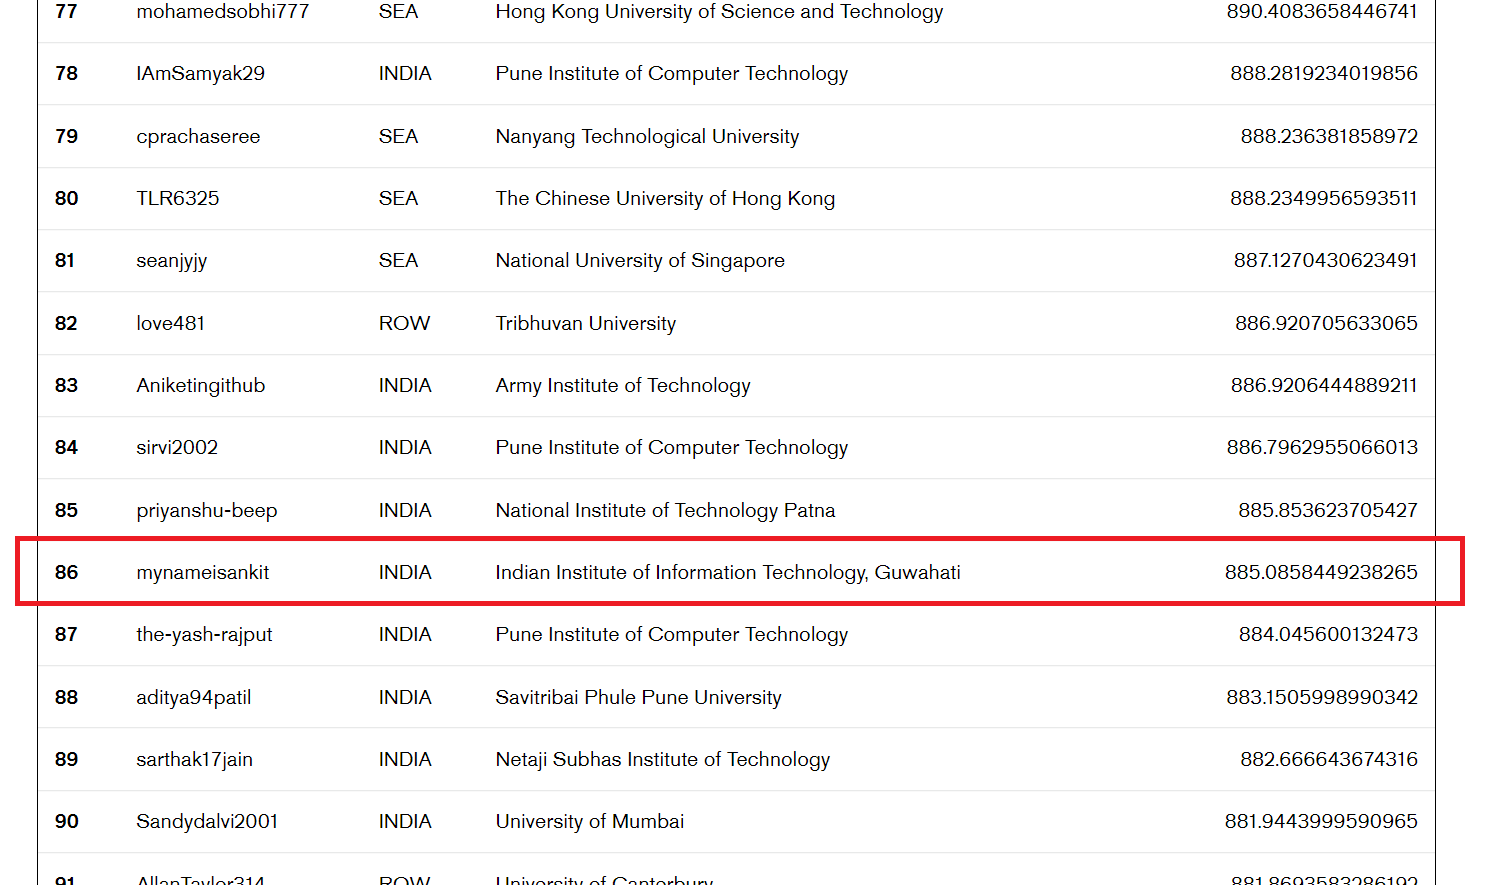 77 mohamedsobhi777 SEA Hong Kong University of Science and Technology 890.4083658446741
78 IAmSamyak29 INDIA Pune Institute of Computer Technology 888.2819234019856
79 cprachaseree SEA Nanyang Technological University 888.236381858972
80 TLR6325 SEA The Chinese University of Hong Kong 888.2349956593511
81 seanjyjy SEA National University of Singapore 887.1270430623491
82 love481 ROW Tribhuvan University 886.920705633065
83 Aniketingithub INDIA Army Institute of Technology 886.9206444889211
84 sirvi2002 INDIA Pune Institute of Computer Technology 886.7962955066013
85 priyanshu-beep INDIA National Institute of Technology Patna 885.853623705427
86 mynameisankit INDIA Indian Institute of Information Technology, Guwahati 885.0858449238265
87 the-yash-rajput INDIA Pune Institute of Computer Technology 884.045600132473
88 aditya94patil INDIA Savitribai Phule Pune University 883.1505998990342
89 sarthak17jain INDIA Netaji Subhas Institute of Technology 882.666643674316
90 Sandydalvi2001 INDIA University of Mumbai 881.9443999590965
91 AllanTaylor314 ROW University of Canterbury 881.8693583286192